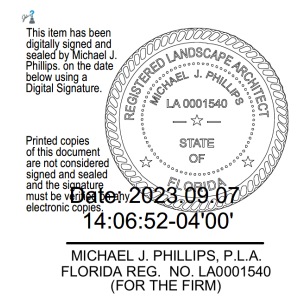 This item has been
digitally signed and
sealed by Michael J.
Phillips. on the date
below using a
Digital Signature.
REGISTERED LANDSCAPE ARCHITECT
MICHAEL J. PHILLIPS
LA 0001540
STATE
OF
FLORIDA
Printed copies
of this document
are not considered
signed and sealed
and the signature
must be verified on any
electronic copies.
Date: 2023.09.07
14:06:52-04'00'
MICHAEL J. PHILLIPS, P.L.A.
FLORIDA REG. NO. LA0001540
(FOR THE FIRM)